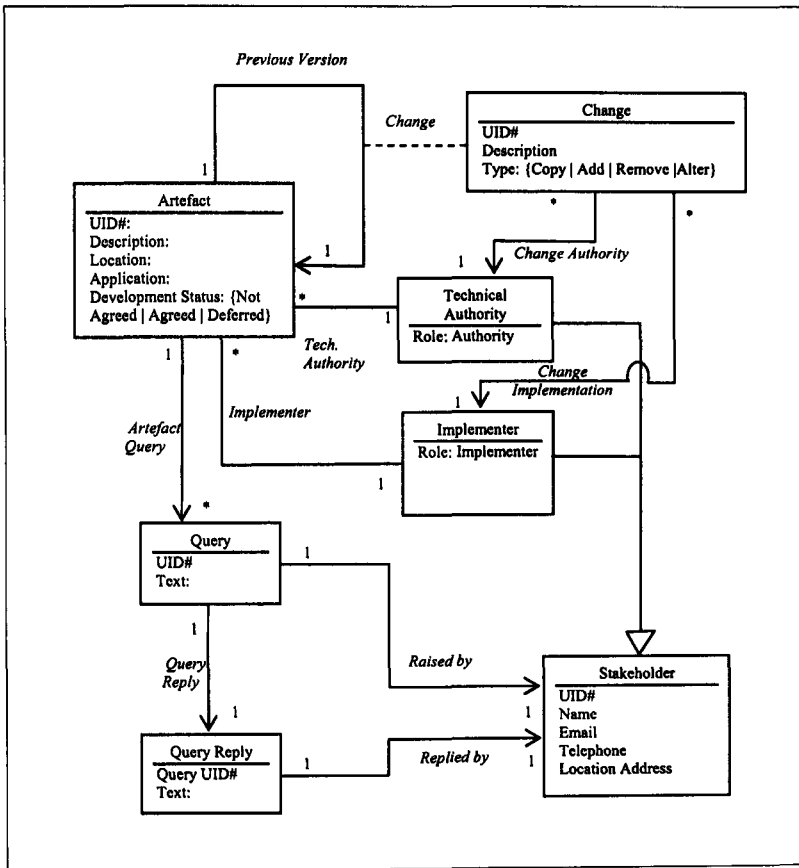 Previous Version
Change
UID#
Description
Type: {Copy | Add | Remove |Alter}
Change
1
Artefact
UID#:
Description:
Location:
Application:
Development Status: {Not
Agreed | Agreed | Deferred}
1
*
*
Change Authority
1
Technical
Authority
Role: Authority
*
1
Tech.
Authority
1
*
Implementer
Artefact
Query
Change
Implementation
1
Implementer
Role: Implementer
1
*
Query
UID#
Text:
1
1
Query
Reply
1
Raised by
1
Stakeholder
UID#
Name
Email
Telephone
Location Address
Query Reply
Query UID#
Text:
1
Replied by
1